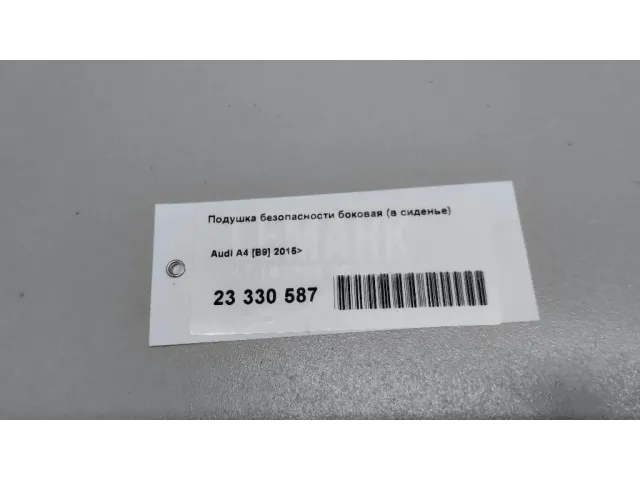 Подушка безопасности боковая (в сиденье)
Audi A4 [B9] 2015>
23 330 587